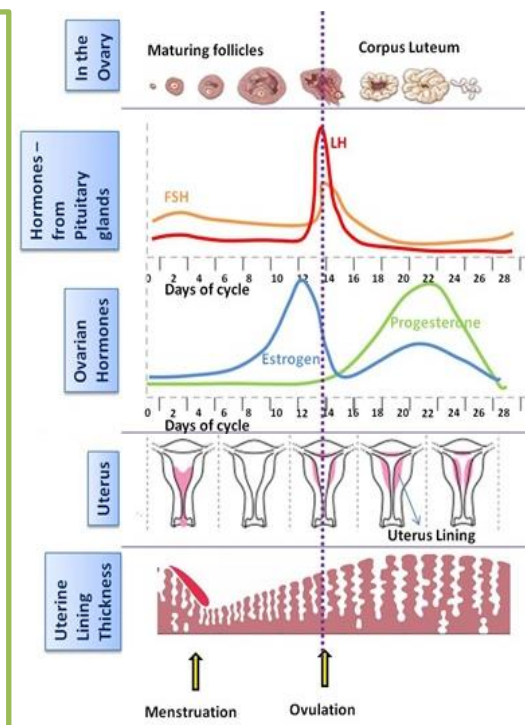 In the
Ovary
Maturing follicles
Corpus Luteum
Hormones –
from
Pituitary
glands
LH
FSH
0 2 4 6 8 10 12 14 16 18 20 22 24 26 28
Days of cycle
Ovarian
Hormones
Progesterone
Estrogen
0 2 4 6 8 10 12 14 16 18 20 22 24 26 28
Days of cycle
Uterus
Uterus Lining
Uterine
Lining
Thickness
Menstruation
Ovulation